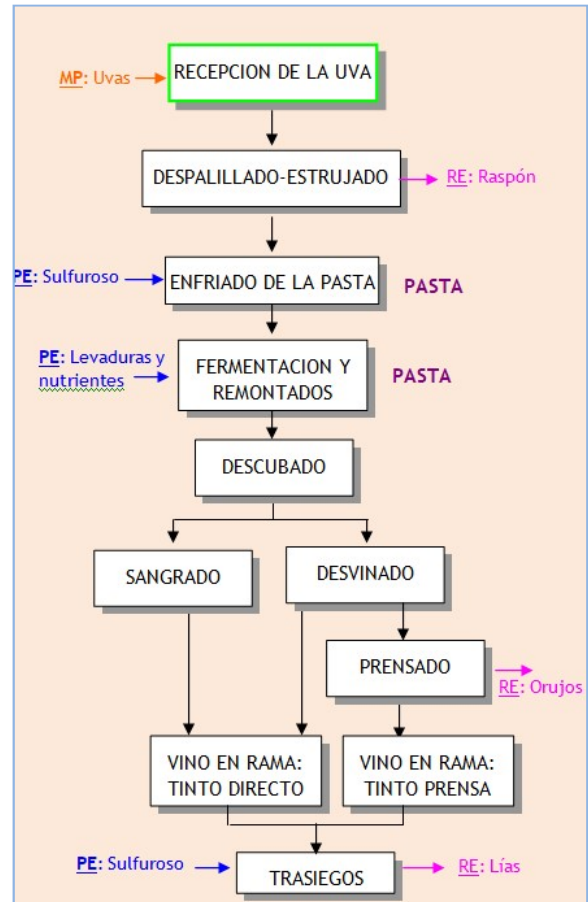 MP: Uvas
RECEPCION DE LA UVA
DESPALILLADO-ESTRUJADO
RE: Raspón
PE: Sulfuroso
ENFRIADO DE LA PASTA
PASTA
PE: Levaduras y
nutrientes
FERMENTACION Y
REMONTADOS
PASTA
DESCUBADO
SANGRADO
DESVINADO
PRENSADO
RE: Orujos
VINO EN RAMA:
TINTO DIRECTO
VINO EN RAMA:
TINTO PRENSA
PE: Sulfuroso
TRASIEGOS
RE: Lías